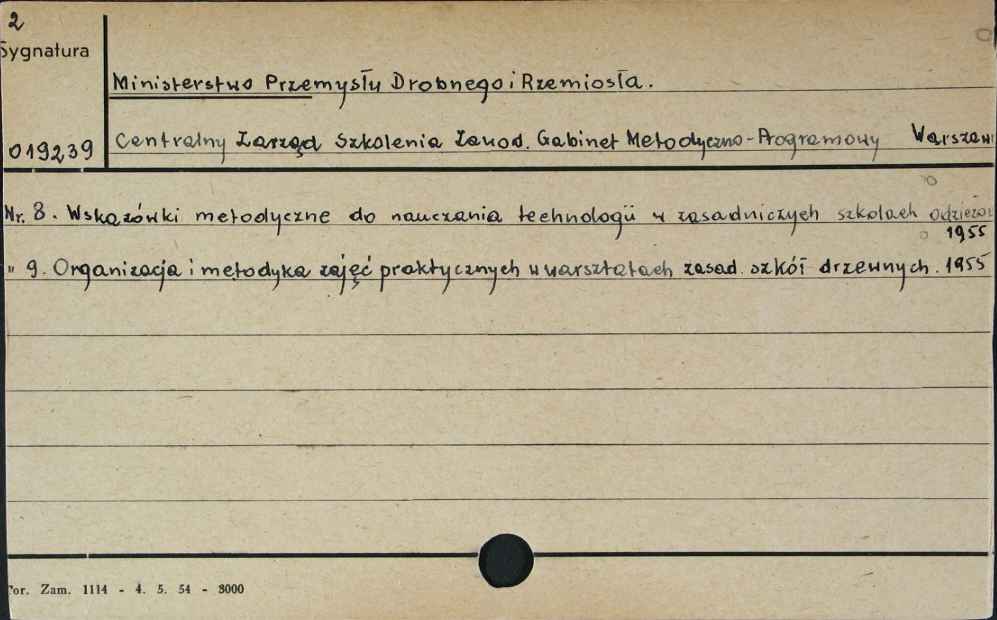 2
Sygnatura
Ministerstwo Przemysłu Drobnego i Rzemiosła.
019239 Centralny Zarząd Szkolenia Zawod. Gabinet Metodyczno-Programowy Warszaw
Nr. 8. Wskazówki metodyczne do nauczania technologii w zasadniczych szkołach odzieżow
1955
" 9. Organizacja i metodyka zajęć praktycznych w warsztatach zasad. szkół drzewnych. 1955
Tor. Zam. 1114 - 4. 5. 54 - 3000